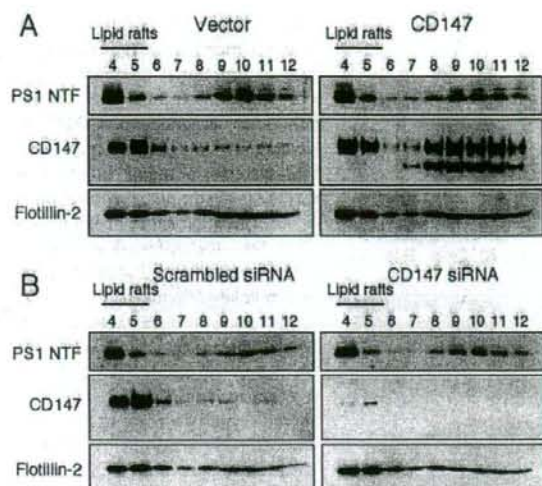 A
Vector
CD147
Lipid rafts
Lipid rafts
4 5 6 7 8 9 10 11 12
4 5 6 7 8 9 10 11 12
PS1 NTF
CD147
Flotillin-2
B
Scrambled siRNA
CD147 siRNA
Lipid rafts
Lipid rafts
4 5 6 7 8 9 10 11 12
4 5 6 7 8 9 10 11 12
PS1 NTF
CD147
Flotillin-2